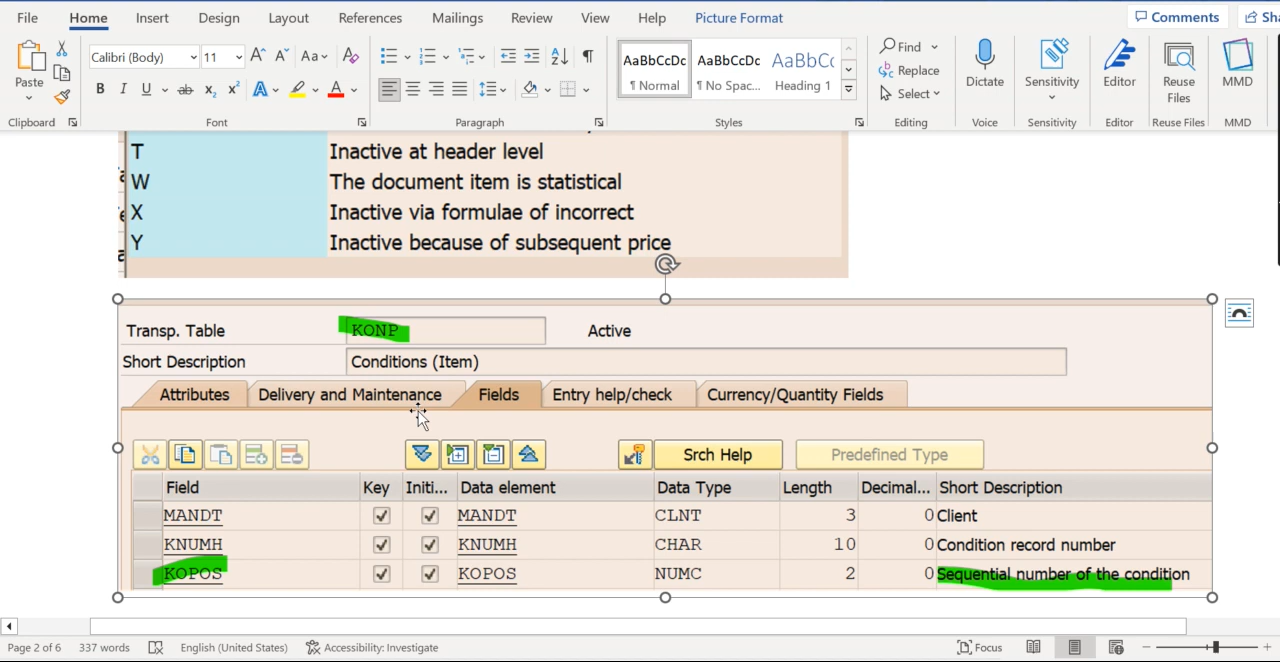 File Home Insert Design Layout References Mailings Review View Help Picture Format Comments
Calibri (Body) 11 Aa AaBbCcDc AaBbCcDc Find
Paste ¶ Normal ¶ No Spac... Heading 1 Replace Select Dictate Sensitivity Editor Reuse Files MMD
Clipboard Font Paragraph Styles Editing Voice Sensitivity Editor Reuse Files MMD
T Inactive at header level
W The document item is statistical
X Inactive via formulae of incorrect
Y Inactive because of subsequent price
Transp. Table KONP Active
Short Description Conditions (Item)
Attributes Delivery and Maintenance Fields Entry help/check Currency/Quantity Fields
Srch Help Predefined Type
Field Key Initi... Data element Data Type Length Decimal... Short Description
MANDT MANDT CLNT 3 0 Client
KNUMH KNUMH CHAR 10 0 Condition record number
KOPOS KOPOS NUMC 2 0 Sequential number of the condition
Page 2 of 6 337 words English (United States) Accessibility: Investigate Focus